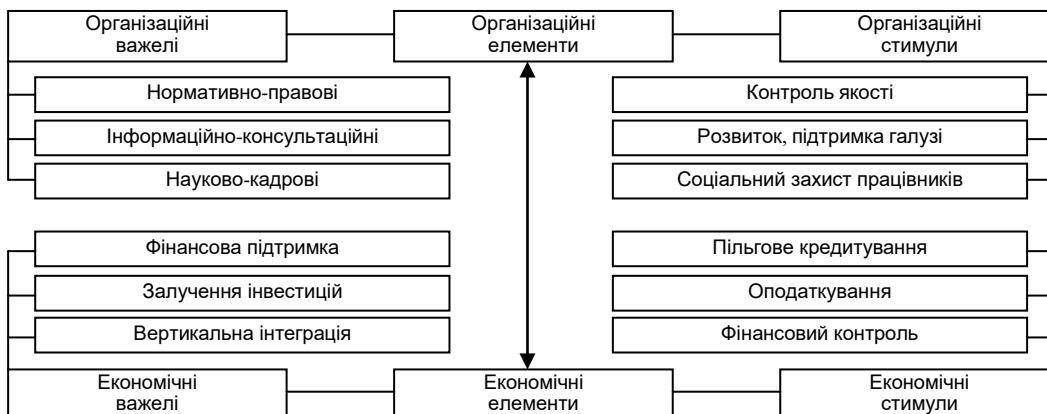 Організаційні
важелі
Організаційні
елементи
Організаційні
стимули
Нормативно-правові
Контроль якості
Інформаційно-консультаційні
Розвиток, підтримка галузі
Науково-кадрові
Соціальний захист працівників
Фінансова підтримка
Пільгове кредитування
Залучення інвестицій
Оподаткування
Вертикальна інтеграція
Фінансовий контроль
Економічні
важелі
Економічні
елементи
Економічні
стимули